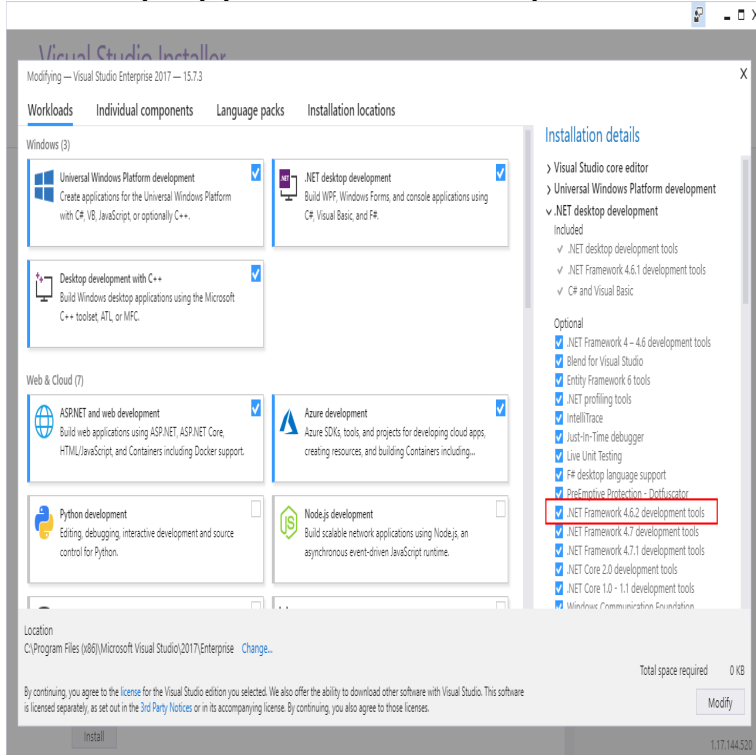 Visual Studio Installer
Modifying — Visual Studio Enterprise 2017 — 15.7.3
X
Workloads Individual components Language packs Installation locations
Windows (3)
Universal Windows Platform development
Create applications for the Universal Windows Platform
with C#, VB, JavaScript, or optionally C++.
.NET
.NET desktop development
Build WPF, Windows Forms, and console applications using
C#, Visual Basic, and F#.
Desktop development with C++
Build Windows desktop applications using the Microsoft
C++ toolset, ATL, or MFC.
Web & Cloud (7)
ASP.NET and web development
Build web applications using ASP.NET, ASP.NET Core,
HTML/JavaScript, and Containers including Docker support.
Azure development
Azure SDKs, tools, and projects for developing cloud apps,
creating resources, and building Containers including...
Python development
Editing, debugging, interactive development and source
control for Python.
JS
Node.js development
Build scalable network applications using Node.js, an
asynchronous event-driven JavaScript runtime.
Installation details
Visual Studio core editor
Universal Windows Platform development
.NET desktop development
Included
.NET desktop development tools
.NET Framework 4.6.1 development tools
C# and Visual Basic
Optional
.NET Framework 4 – 4.6 development tools
Blend for Visual Studio
Entity Framework 6 tools
.NET profiling tools
IntelliTrace
Just-In-Time debugger
Live Unit Testing
F# desktop language support
PreEmptive Protection - Dotfuscator
.NET Framework 4.6.2 development tools
.NET Framework 4.7 development tools
.NET Framework 4.7.1 development tools
.NET Core 2.0 development tools
.NET Core 1.0 - 1.1 development tools
Windows Communication Foundation
Location
C:\Program Files (x86)\Microsoft Visual Studio\2017\Enterprise Change...
Total space required 0 KB
By continuing, you agree to the license for the Visual Studio edition you selected. We also offer the ability to download other software with Visual Studio. This software
is licensed separately, as set out in the 3rd Party Notices or in its accompanying license. By continuing, you also agree to those licenses.
Modify
Install
1.17.144.520